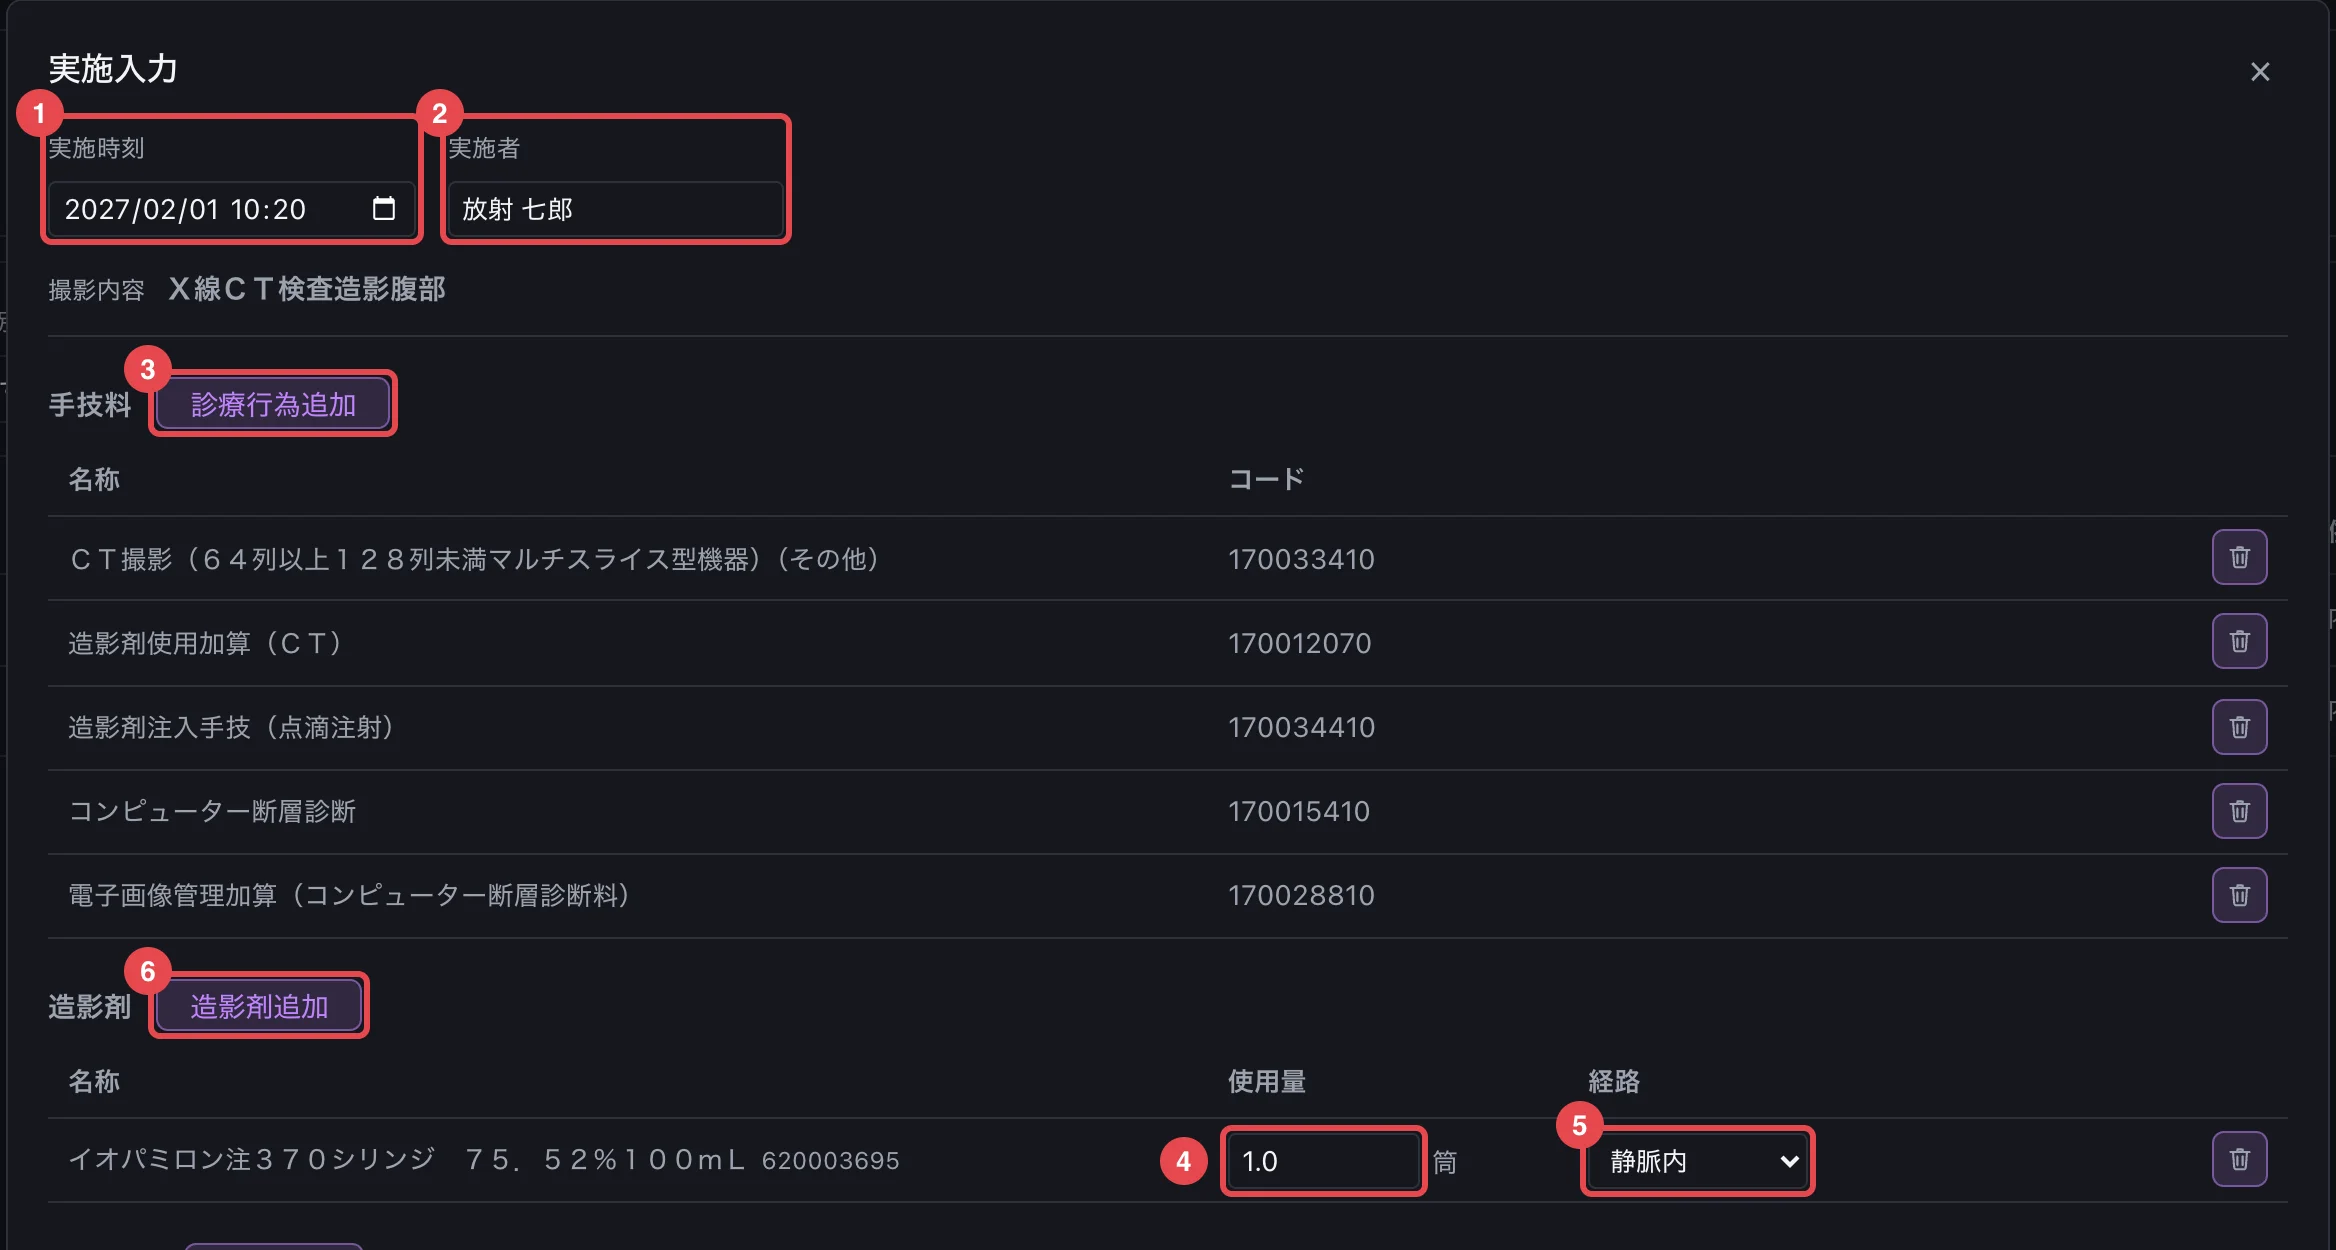 実施入力
1
2
実施時刻
実施者
2027/02/01 10:20
放射 七郎
撮影内容 Ｘ線ＣＴ検査造影腹部
3
手技料 診療行為追加
名称 コード
ＣＴ撮影（６４列以上１２８列未満マルチスライス型機器）（その他） 170033410
造影剤使用加算（ＣＴ） 170012070
造影剤注入手技（点滴注射） 170034410
コンピューター断層診断 170015410
電子画像管理加算（コンピューター断層診断料） 170028810
6
造影剤 造影剤追加
名称 使用量 経路
イオパミロン注３７０シリンジ　７５．５２％１００ｍＬ 620003695 4 1.0 筒 5 静脈内